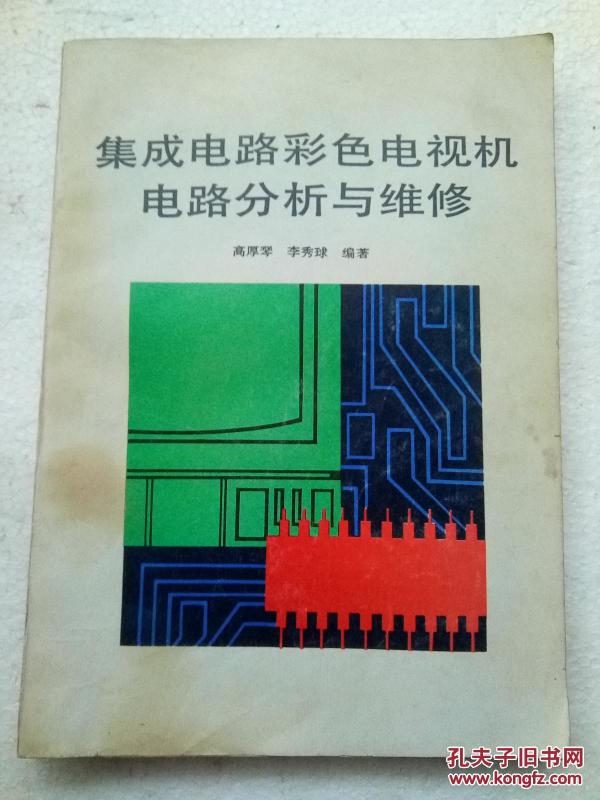 集成电路彩色电视机
电路分析与维修
高厚琴 李秀球 编著
孔夫子旧书网
www.kongfz.com